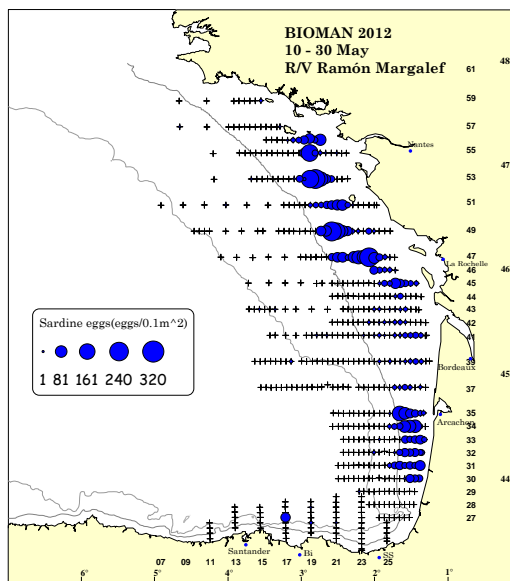 BIOMAN 2012
10 - 30 May
R/V Ramón Margalef
61
48
59
57
Nantes
55
47
53
51
49
47
La Rochelle
46
46
45
44
43
42
41
39
Bordeaux
45
37
35
Arcachon
34
33
32
31
44
30
29
28
27
Sardine eggs(eggs/0.1m^2)
1 81 161 240 320
Santander
Bi
SS
07 09 11 13 15 17 19 21 23 25
6° 5° 4° 3° 2° 1°